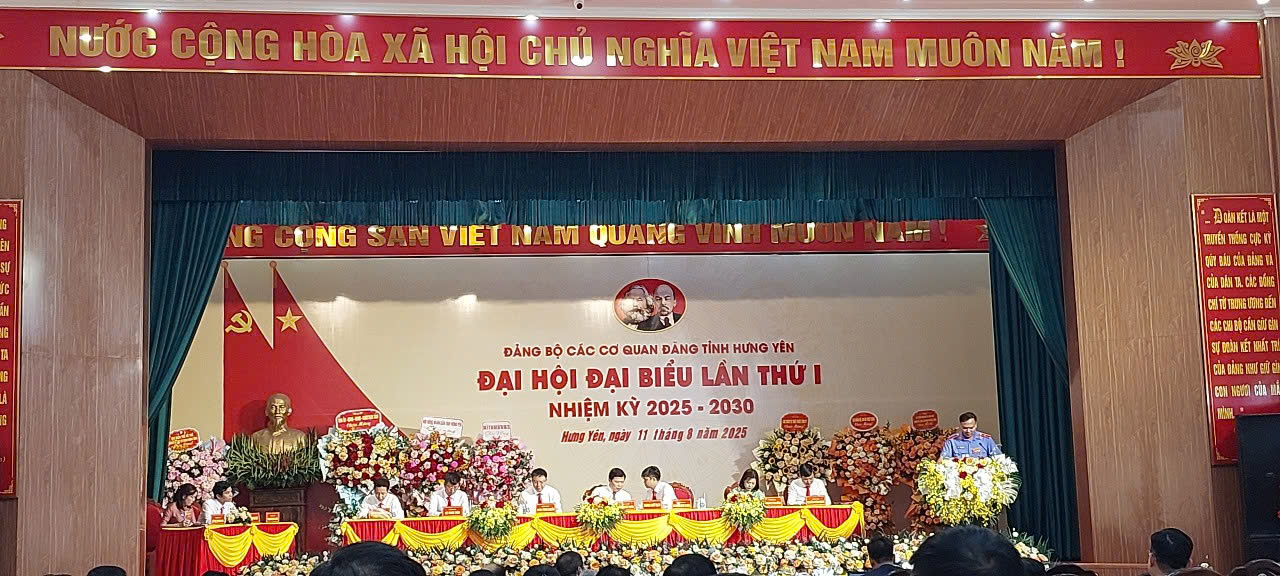 NƯỚC CỘNG HÒA XÃ HỘI CHỦ NGHĨA VIỆT NAM MUÔN NĂM !
CỘNG SẢN VIỆT NAM QUANG VINH MUÔN NĂM !
ĐẢNG BỘ CÁC CƠ QUAN ĐẢNG TỈNH HƯNG YÊN
ĐẠI HỘI ĐẠI BIỂU LẦN THỨ I
NHIỆM KỲ 2025 - 2030
Hưng Yên, ngày 11 tháng 8 năm 2025
"... ĐOÀN KẾT LÀ MỘT
TRUYỀN THỐNG CỰC KỲ
QÚY BÁU CỦA ĐẢNG VÀ
CỦA DÂN TA. CÁC ĐỒNG
CHÍ TỪ TRUNG ƯƠNG ĐẾN
CÁC CHI BỘ CẦN GIỮ GÌN
SỰ ĐOÀN KẾT NHẤT TRÍ
CỦA ĐẢNG NHƯ GIỮ GÌN
CON NGƯƠI CỦA MẮT
MÌNH.